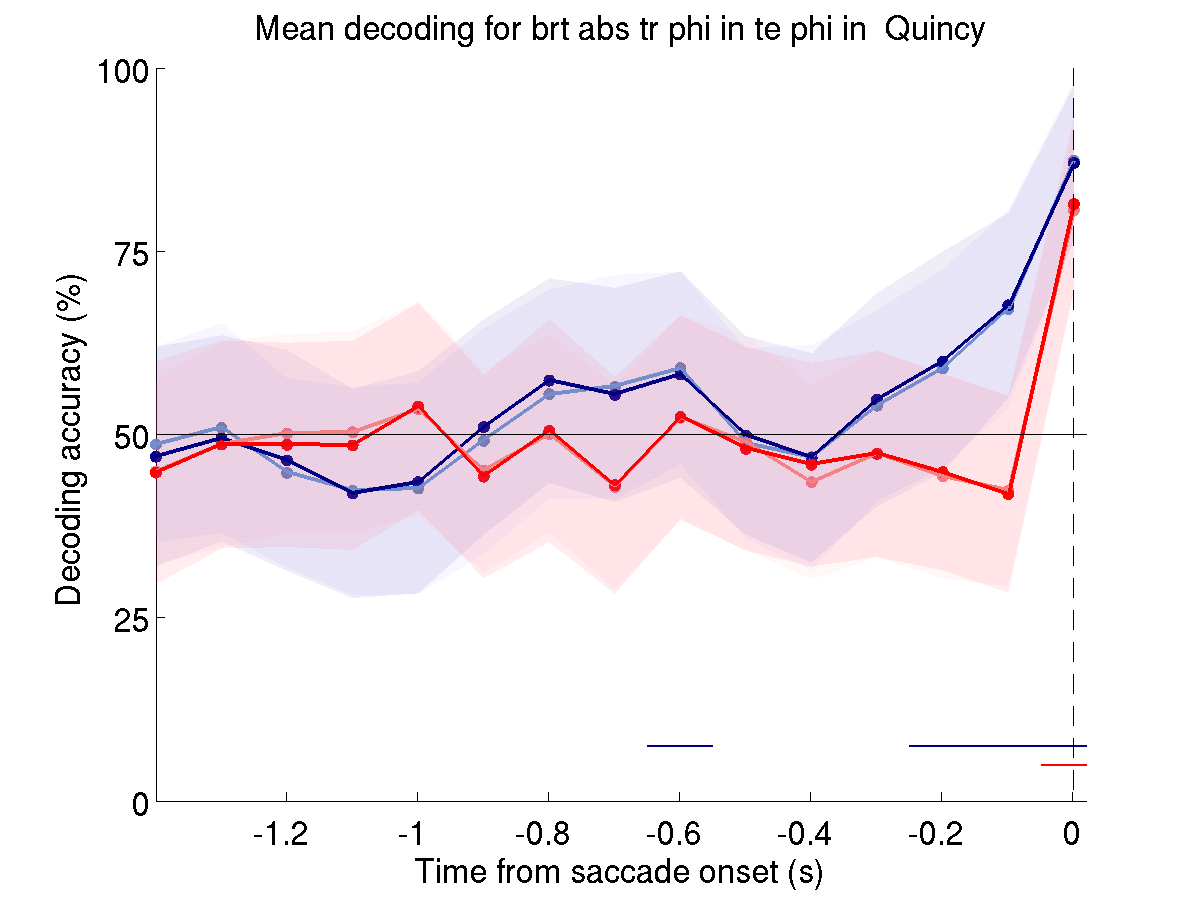 Mean decoding for brt abs tr phi in te phi in  Quincy
100
75
50
25
0
Decoding accuracy (%)
-1.2 -1 -0.8 -0.6 -0.4 -0.2 0
Time from saccade onset (s)